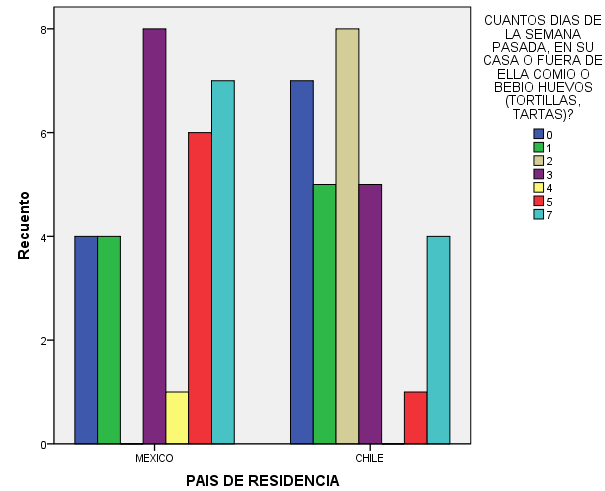 CUANTOS DIAS DE
LA SEMANA
PASADA, EN SU
CASA O FUERA DE
ELLA COMIO O
BEBIO HUEVOS
(TORTILLAS,
TARTAS)?
0
1
2
3
4
5
7
8
6
4
2
0
Recuento
MEXICO
CHILE
PAIS DE RESIDENCIA